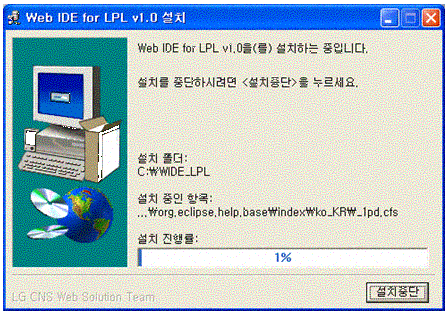 Web IDE for LPL v1.0 설치
Web IDE for LPL v1.0을(를) 설치하는 중입니다.
설치를 중단하시려면 <설치중단>을 누르세요.
설치 폴더:
C:\WIDE_LPL
설치 중인 항목:
...\org.eclipse.help.base\index\ko_KR\_1pd.cfs
설치 진행률:
1%
LG CNS Web Solution Team
설치중단